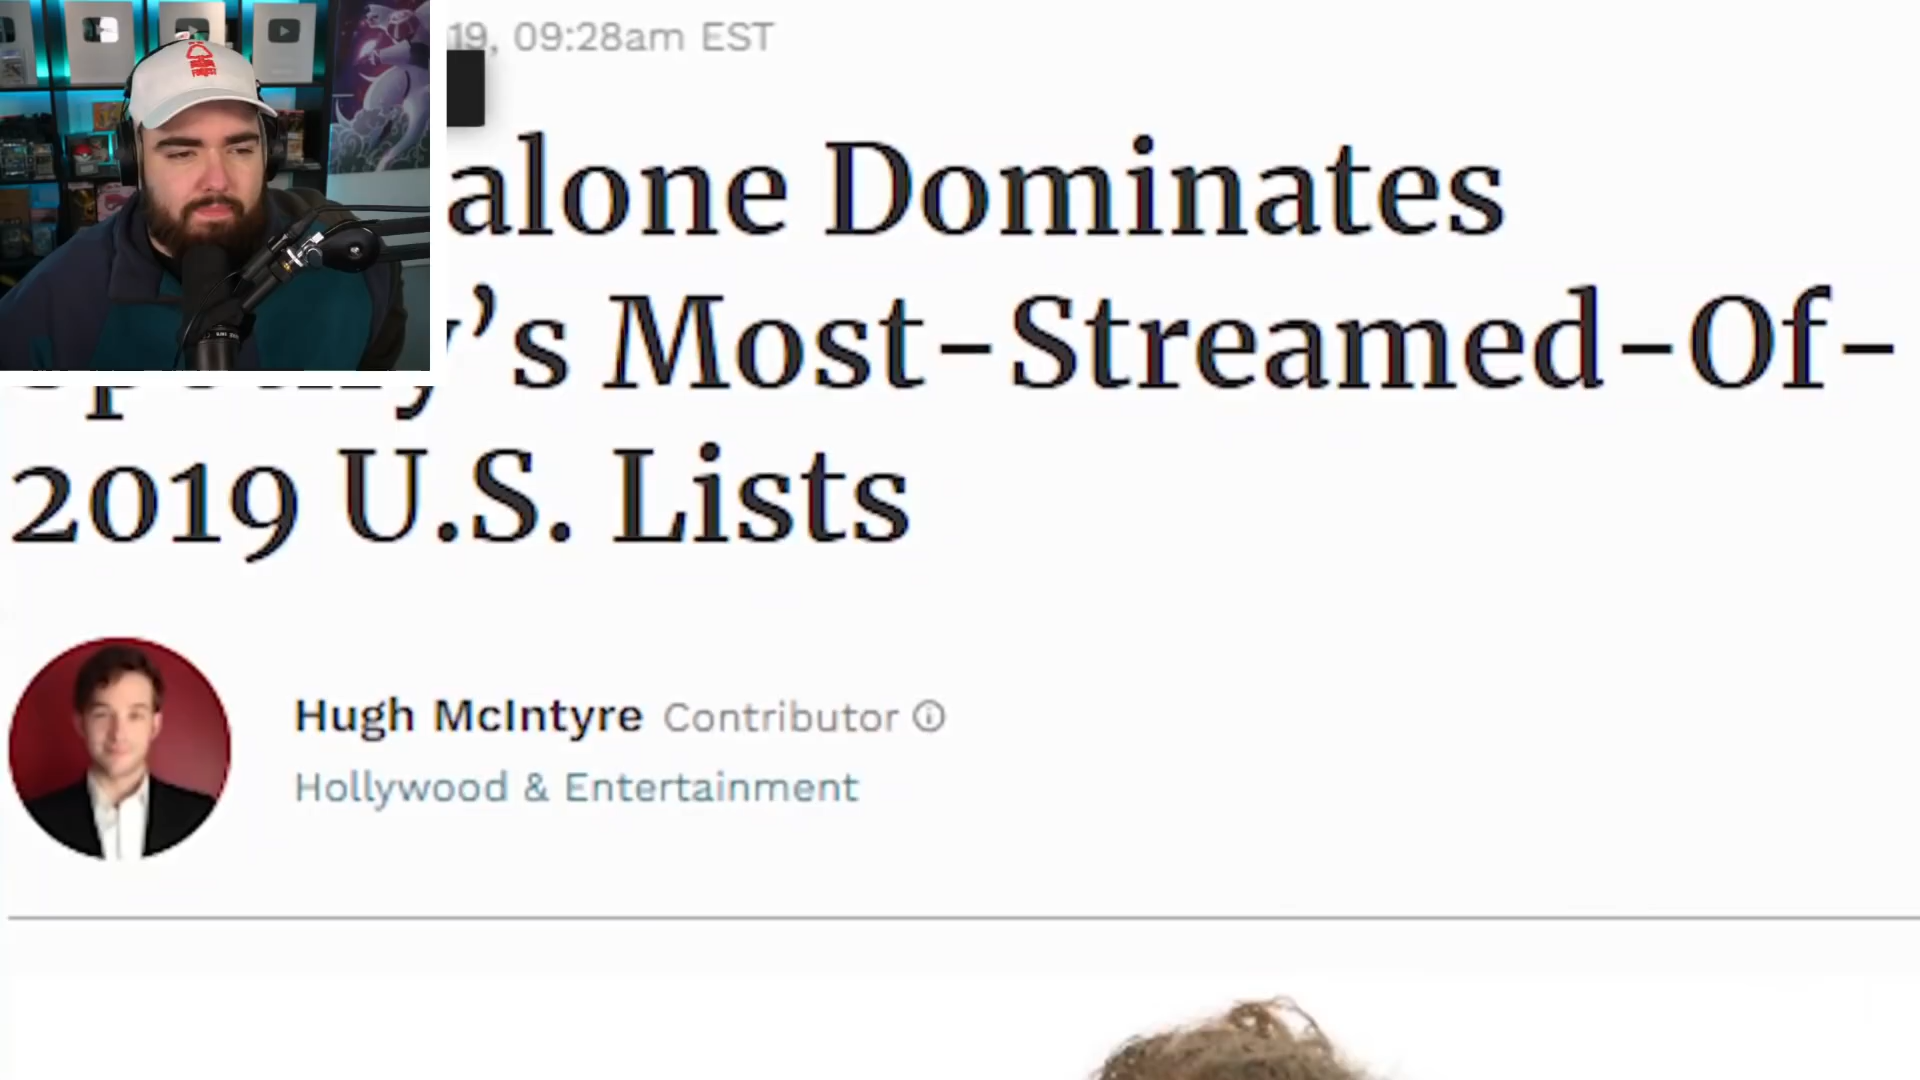 19, 09:28am EST
alone Dominates
’s Most-Streamed-Of-
2019 U.S. Lists
Hugh McIntyre Contributor
Hollywood & Entertainment